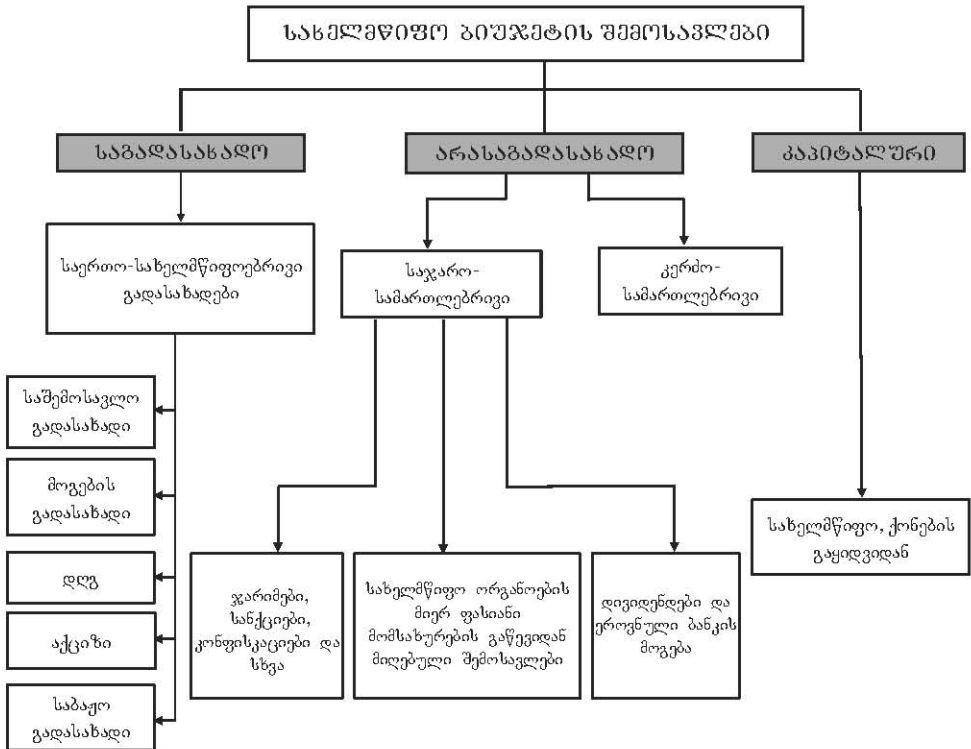 სახელმწიფო ბიუჯეტის შემოსავლები
საგადასახადო
არასაგადასახადო
კაპიტალური
საერთო-სახელმწიფოებრივი
გადასახადები
საჯარო-
სამართლებრივი
კერძო-
სამართლებრივი
საშემოსავლო
გადასახადი
მოგების
გადასახადი
დღგ
აქციზი
საბაჟო
გადასახადი
ჯარიმები,
სანქციები,
კონფისკაციები და
სხვა
სახელმწიფო ორგანოების
მიერ ფასიანი
მომსახურების გაწევიდან
მიღებული შემოსავლები
დივიდენდები და
ეროვნული ბანკის
მოგება
სახელმწიფო, ქონების
გაყიდვიდან